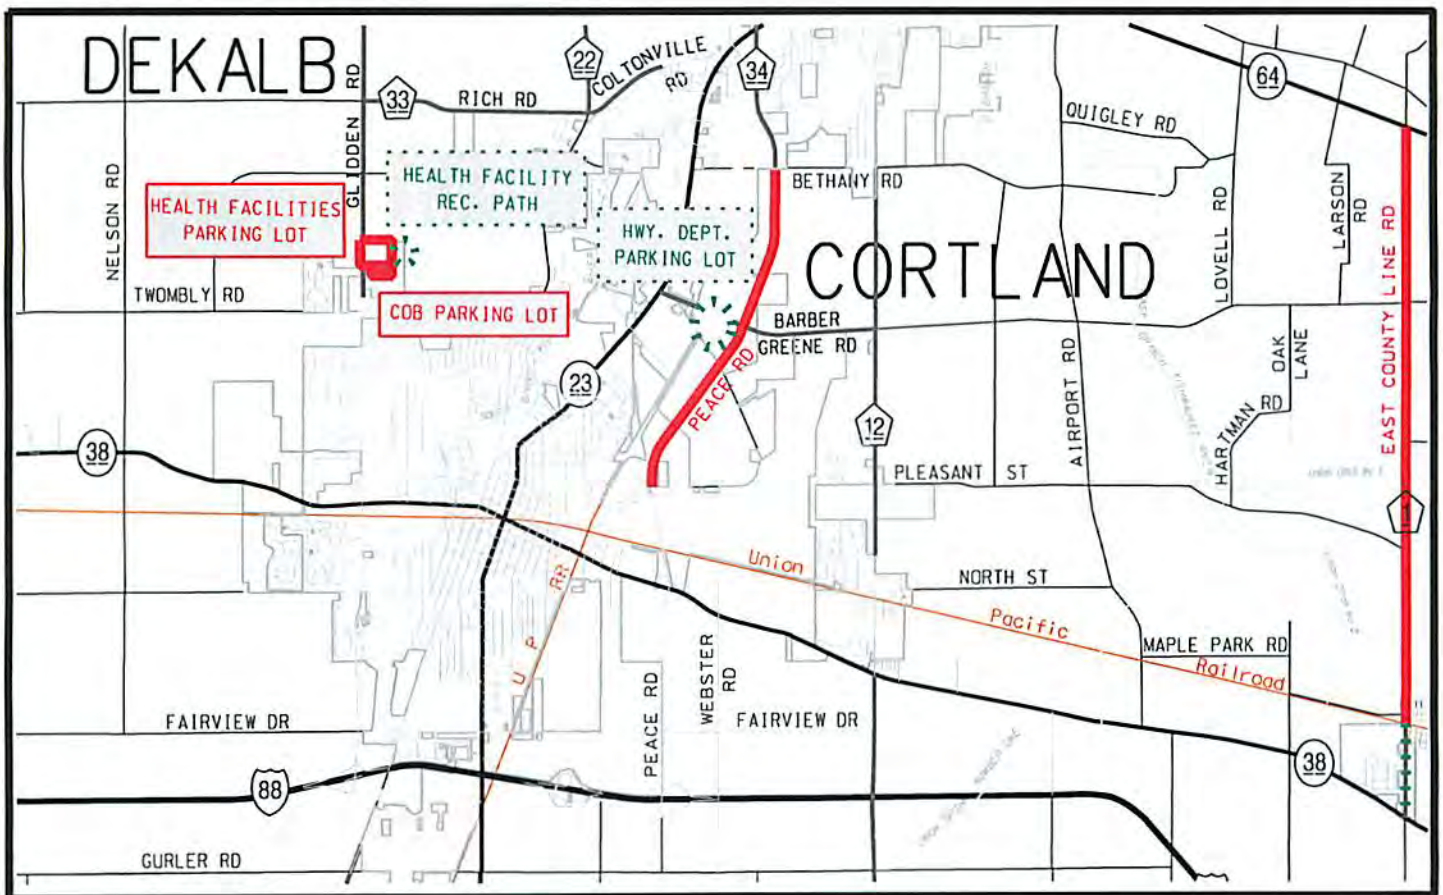 DEKALB
GLIDDEN RD
33
RICH RD
22
COLTONVILLE
RD
34
64
QUIGLEY RD
NELSON RD
HEALTH FACILITIES
PARKING LOT
HEALTH FACILITY
REC. PATH
HWY. DEPT.
PARKING LOT
BETHANY RD
LOVELL RD
LARSON
RD
EAST COUNTY LINE RD
CORTLAND
TWOMBLY RD
COB PARKING LOT
BARBER
GREENE RD
PEACE RD
AIRPORT RD
OAK
LANE
HARTMAN RD
23
38
12
PLEASANT ST
Union
Pacific
Railroad
NORTH ST
U P RR
MAPLE PARK RD
PEACE RD
WEBSTER
RD
FAIRVIEW DR
FAIRVIEW DR
88
38
GURLER RD